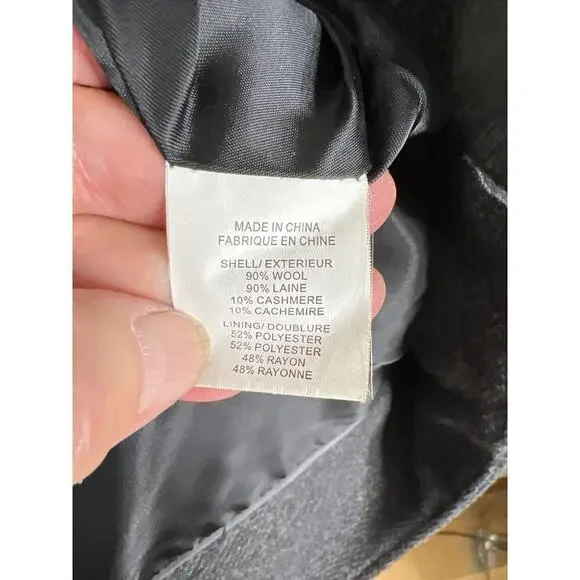 MADE IN CHINA
FABRIQUE EN CHINE
SHELL/ EXTERIEUR
90% WOOL
90% LAINE
10% CASHMERE
10% CACHEMIRE
LINING/ DOUBLURE
52% POLYESTER
52% POLYESTER
48% RAYON
48% RAYONNE